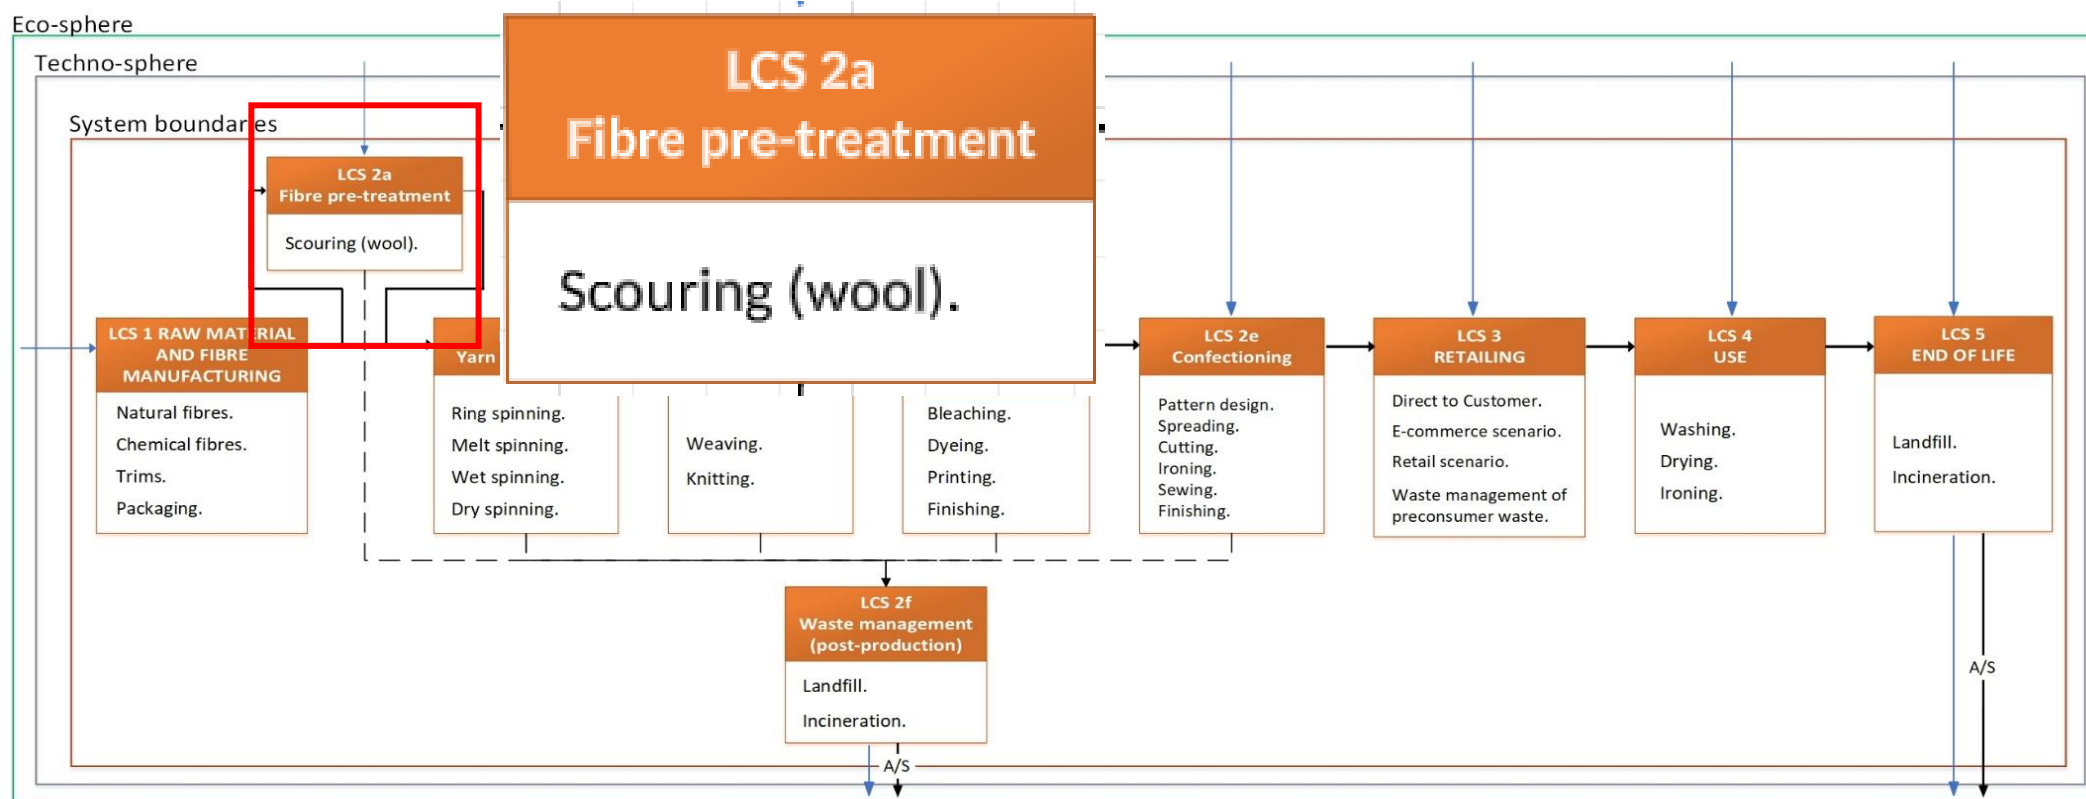 Eco-sphere
Techno-sphere
System boundaries
LCS 2a
Fibre pre-treatment
Scouring (wool).
LCS 2a
Fibre pre-treatment
Scouring (wool).
LCS 1 RAW MATERIAL
AND FIBRE
MANUFACTURING
Natural fibres.
Chemical fibres.
Trims.
Packaging.
Yarn
Ring spinning.
Melt spinning.
Wet spinning.
Dry spinning.
Weaving.
Knitting.
Bleaching.
Dyeing.
Printing.
Finishing.
LCS 2e
Confectioning
Pattern design.
Spreading.
Cutting.
Ironing.
Sewing.
Finishing.
LCS 3
RETAILING
Direct to Customer.
E-commerce scenario.
Retail scenario.
Waste management of
preconsumer waste.
LCS 4
USE
Washing.
Drying.
Ironing.
LCS 5
END OF LIFE
Landfill.
Incineration.
LCS 2f
Waste management
(post-production)
Landfill.
Incineration.
A/S
A/S